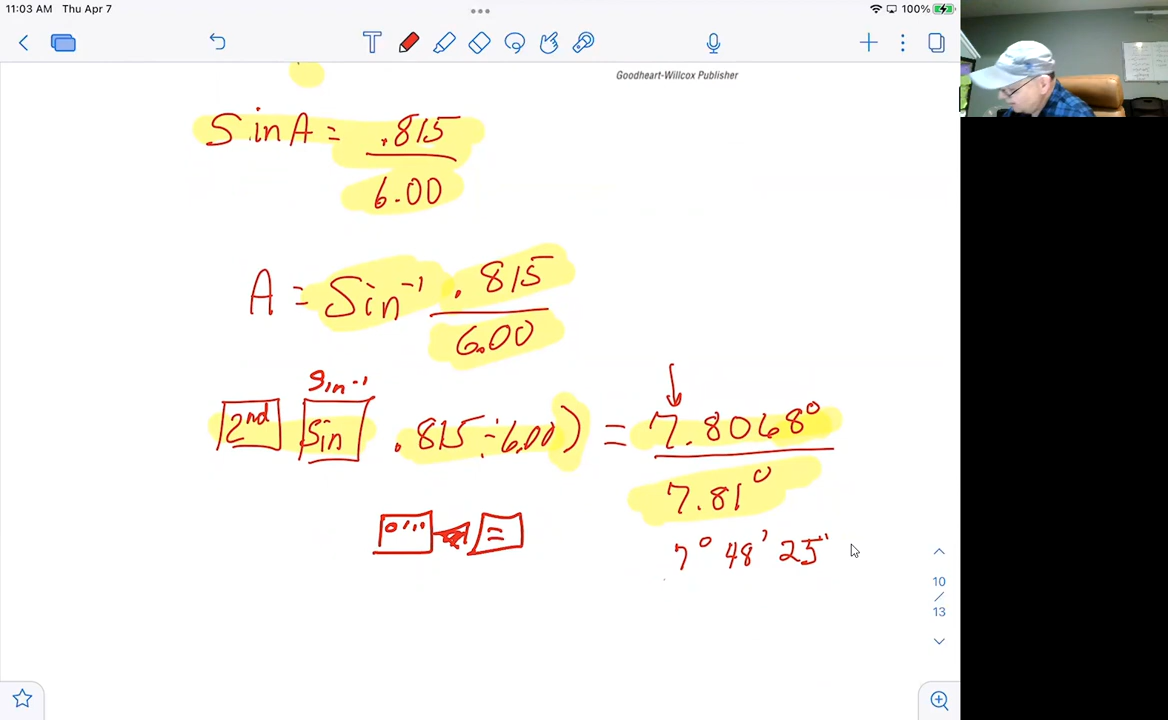 11:03 AM Thu Apr 7
100%
T
Goodheart-Willcox Publisher
Sin A = .815
6.00
A = Sin⁻¹ .815
6.00
Sin⁻¹
2nd Sin .815 ÷ 6.00 ) = 7.8068°
7.81°
° ' '' =
7° 48' 25"
10
/
13